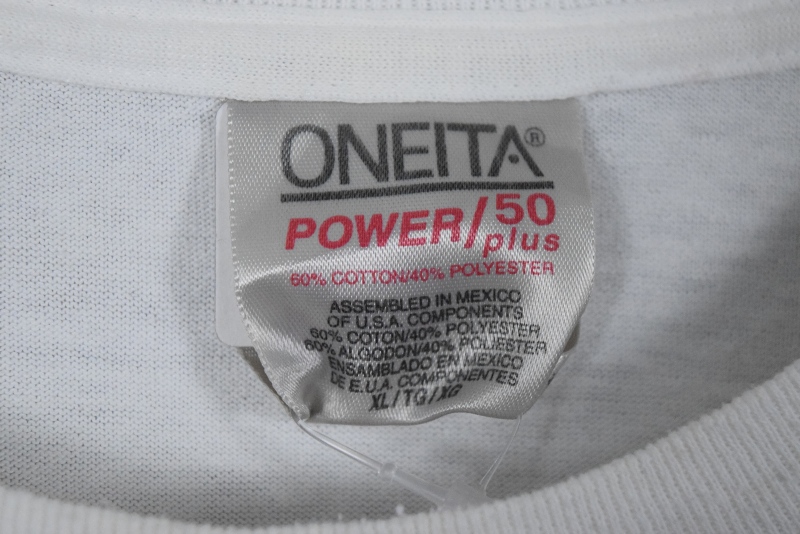 ONEITA®
POWER/50
plus
60% COTTON/40% POLYESTER
ASSEMBLED IN MEXICO
OF U.S.A. COMPONENTS
60% COTON/40% POLYESTER
60% ALGODON/40% POLIESTER
ENSAMBLADO EN MEXICO
DE E.U.A. COMPONENTES
XL/TG/XG